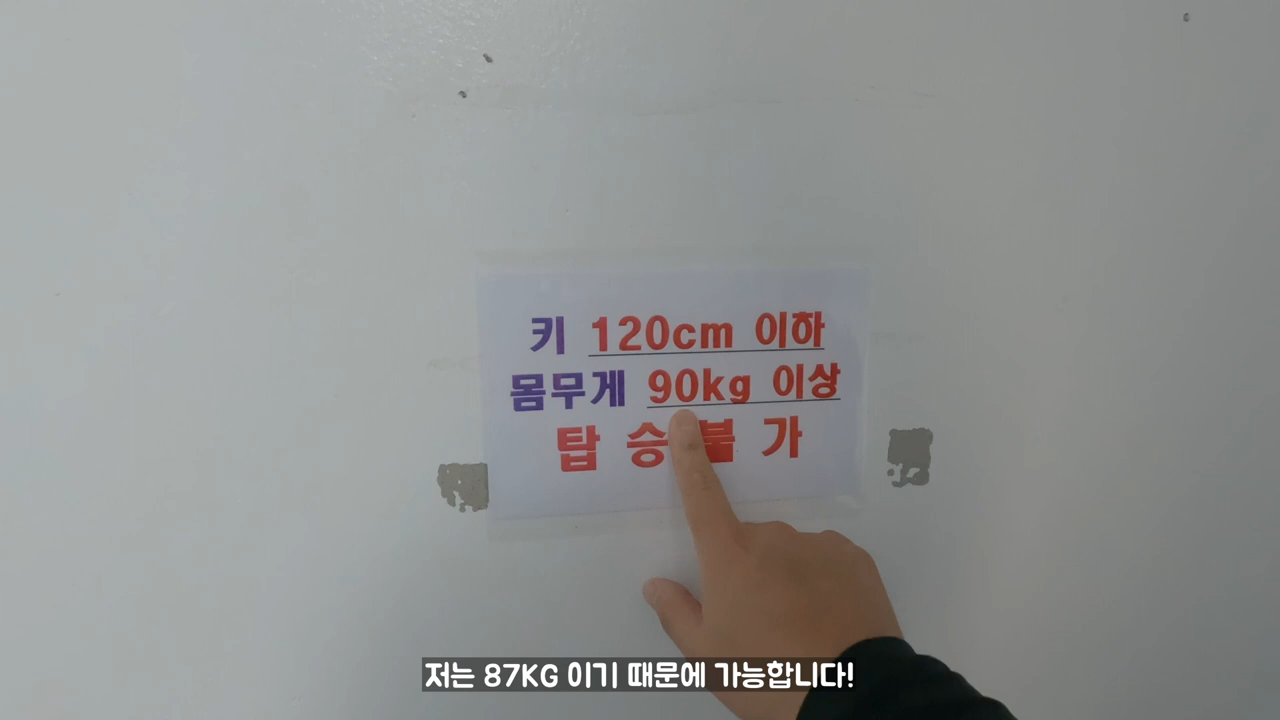 키 120cm 이하
몸무게 90kg 이상
탑 승 불 가
저는 87KG 이기 때문에 가능합니다!